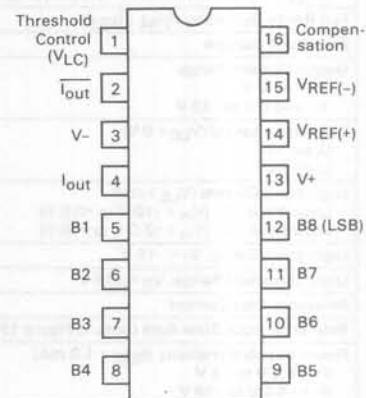 Threshold
Control
(VLC)
1
16
Compen-
sation
Iout
2
15
VREF(–)
V–
3
14
VREF(+)
Iout
4
13
V+
B1
5
12
B8 (LSB)
B2
6
11
B7
B3
7
10
B6
B4
8
9
B5